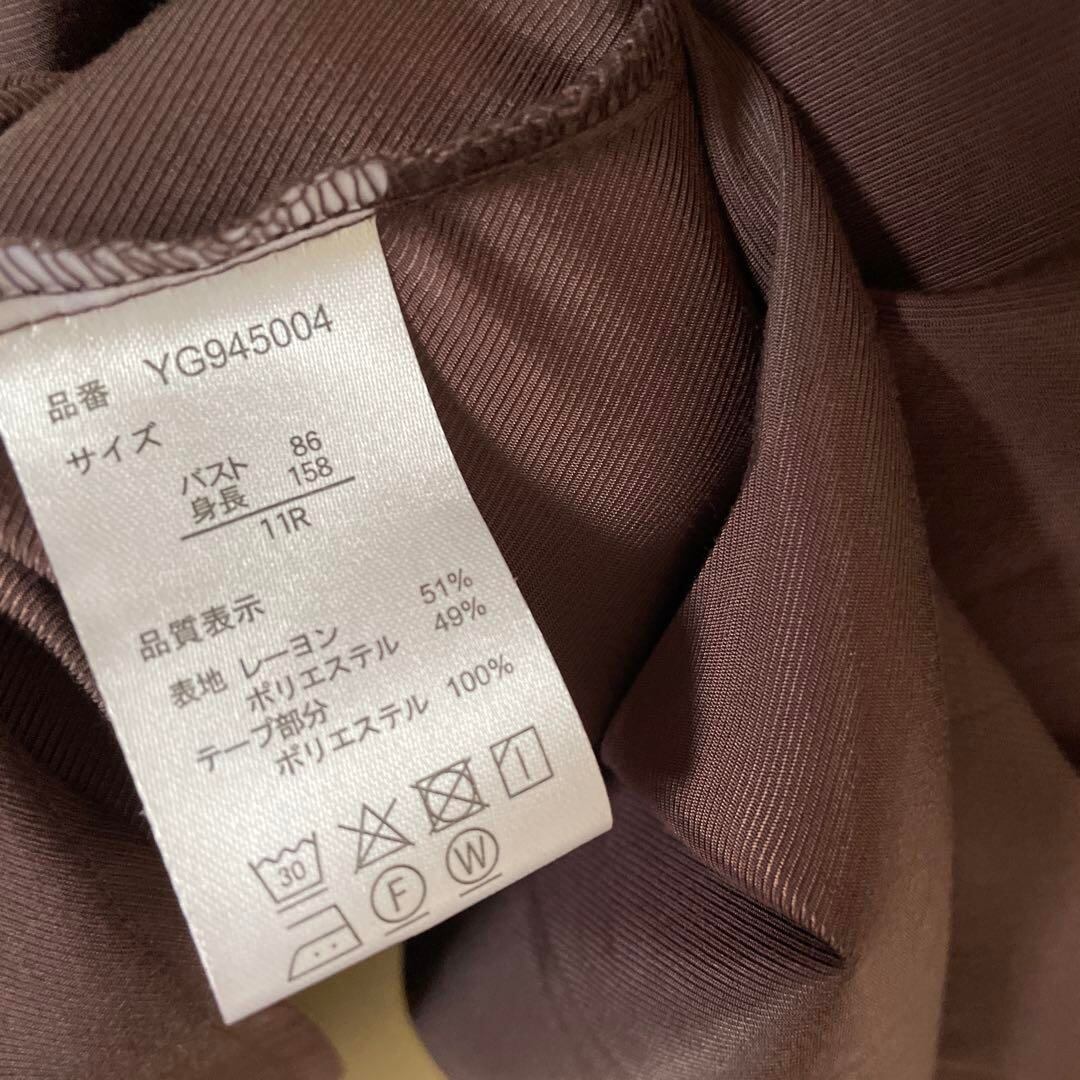 品番 YG945004
サイズ
バスト 86
身長 158
11R
品質表示
表地 レーヨン 51%
ポリエステル 49%
テープ部分
ポリエステル 100%
30
F W